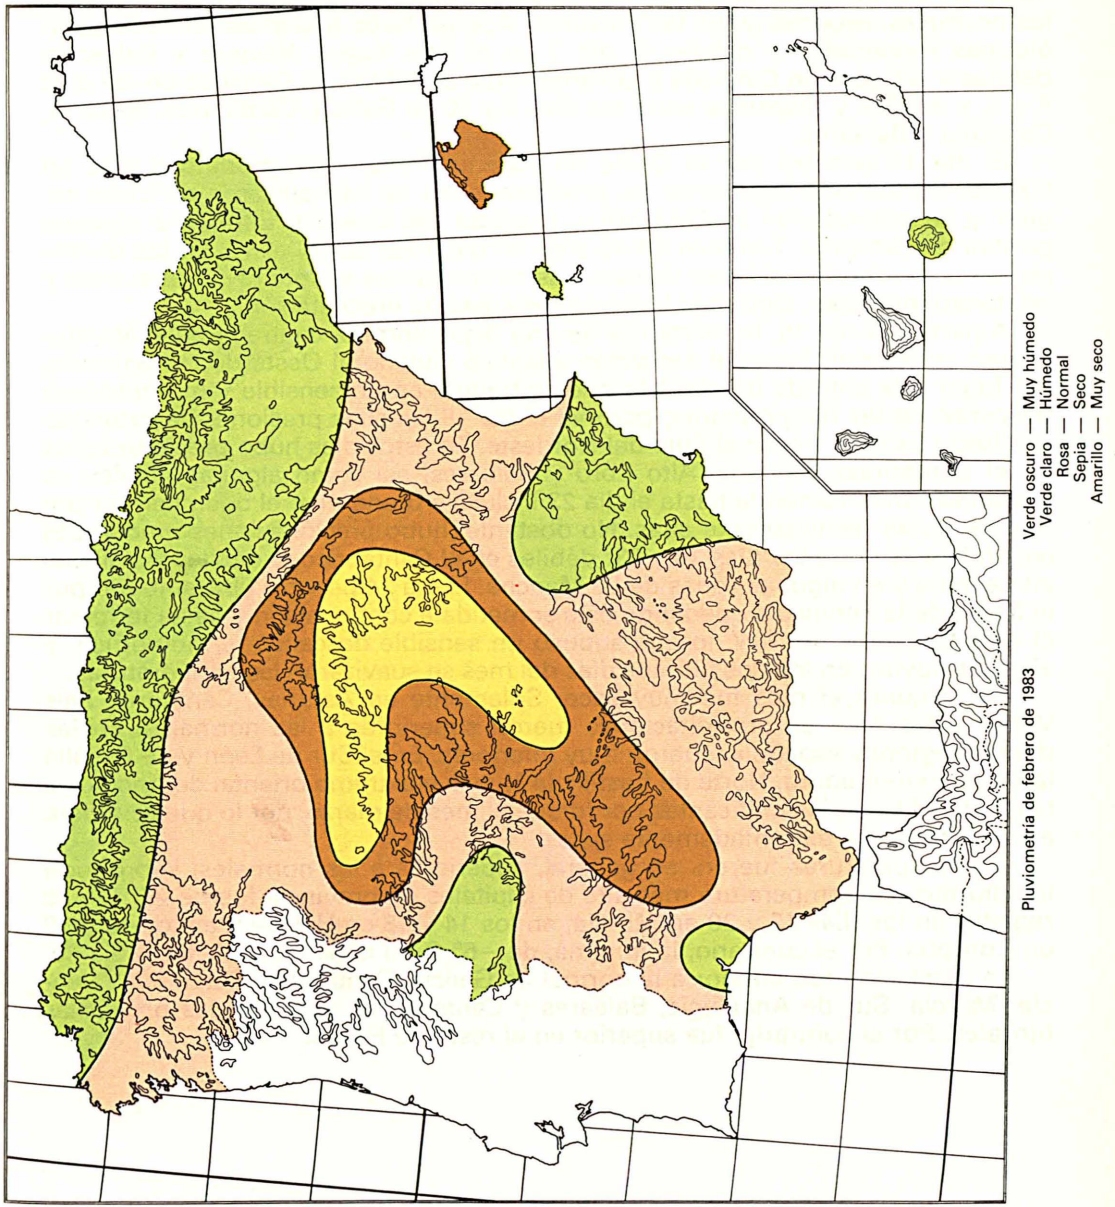 Pluviometría de febrero de 1983
Verde oscuro — Muy húmedo
Verde claro — Húmedo
Rosa — Normal
Sepia — Seco
Amarillo — Muy seco